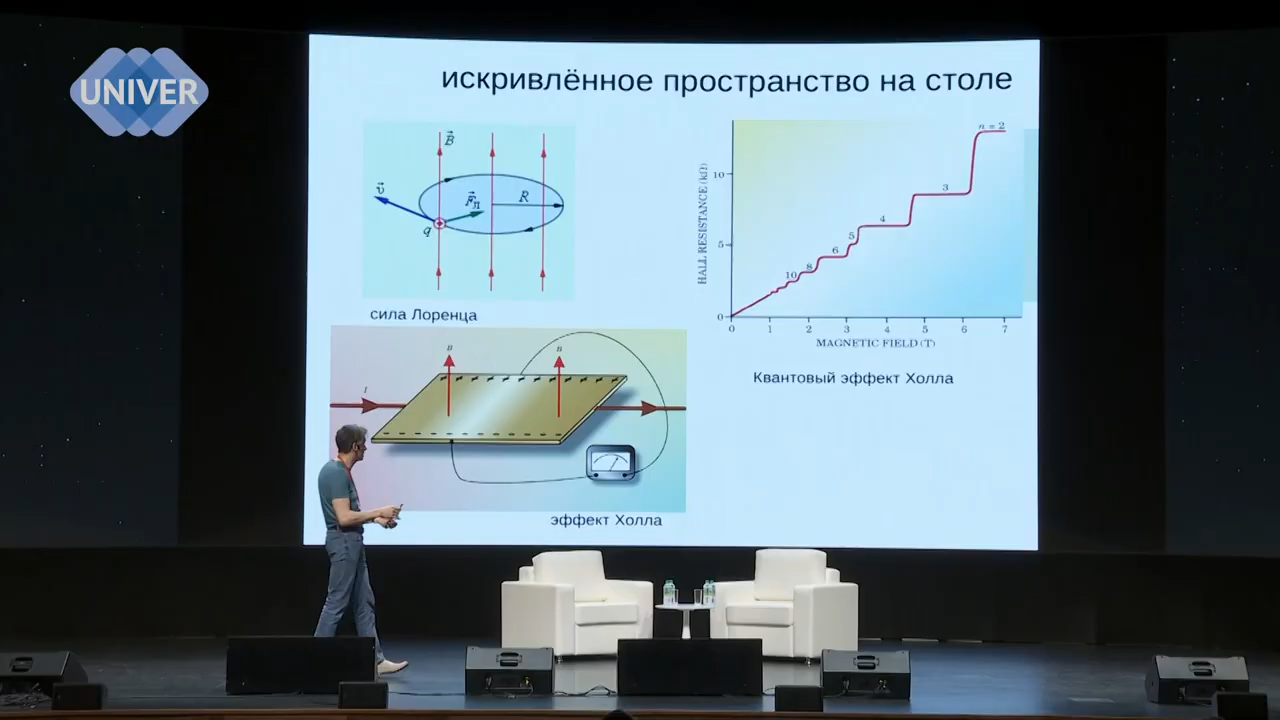 UNIVER
искривлённое пространство на столе
B
v
F л
R
q
сила Лоренца
I
B
B
эффект Холла
HALL RESISTANCE (kΩ)
10
5
0
n = 2
3
4
5
6
8
10
0 1 2 3 4 5 6 7
MAGNETIC FIELD (T)
Квантовый эффект Холла